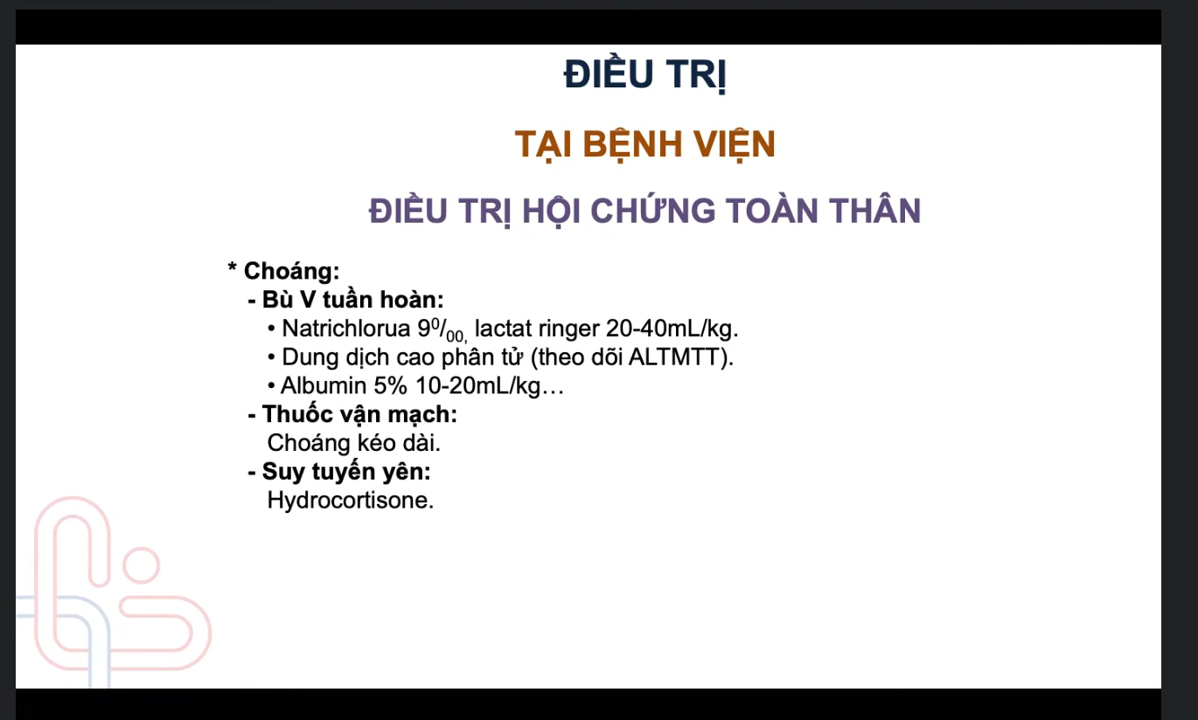 ĐIỀU TRỊ
TẠI BỆNH VIỆN
ĐIỀU TRỊ HỘI CHỨNG TOÀN THÂN
* Choáng:
- Bù V tuần hoàn:
• Natrichlorua 9⁰/₀₀, lactat ringer 20-40mL/kg.
• Dung dịch cao phân tử (theo dõi ALTMTT).
• Albumin 5% 10-20mL/kg…
- Thuốc vận mạch:
Choáng kéo dài.
- Suy tuyến yên:
Hydrocortisone.